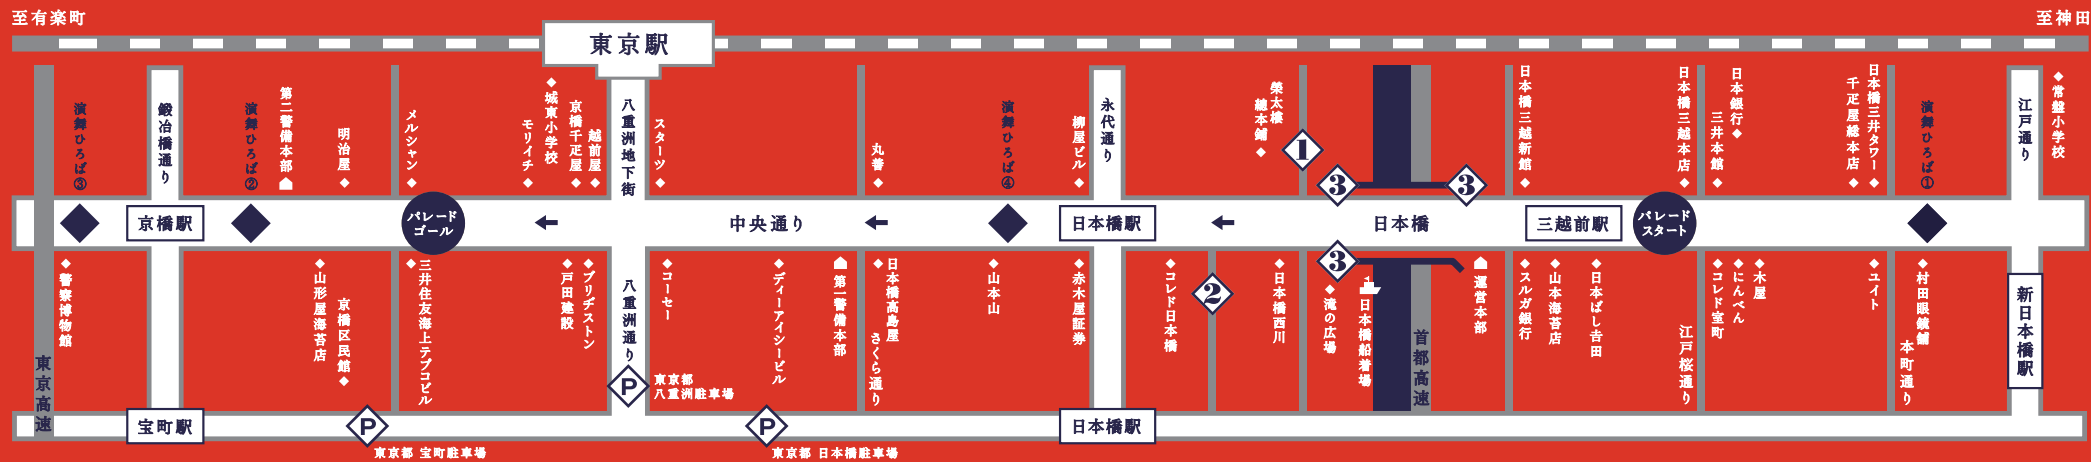 至有楽町
至神田
東京駅
演舞ひろば③
鍛冶橋通り
演舞ひろば②
第二警備本部
明治屋
メルシャン
モリイチ
城東小学校
京橋千疋屋
越前屋
八重洲地下街
スターツ
丸善
演舞ひろば④
柳屋ビル
永代通り
榮太樓
總本鋪
1
3
3
日本橋三越新館
日本橋三越本店
三井本館
日本銀行
千疋屋総本店
日本橋三井タワー
演舞ひろば①
江戸通り
常盤小学校
京橋駅
パレード
ゴール
中央通り
日本橋駅
日本橋
三越前駅
パレード
スタート
警察博物館
東京高速
山形屋海苔店
京橋区民館
三井住友海上テプコビル
戸田建設
ブリヂストン
八重洲通り
コーセー
ディーアイシービル
第一警備本部
日本橋髙島屋
さくら通り
山本山
赤木屋証券
コレド日本橋
2
日本橋西川
3
滝の広場
日本橋船着場
首都高速
運営本部
スルガ銀行
山本海苔店
日本ばし吉田
江戸桜通り
コレド室町
にんべん
木屋
ユイト
本町通り
村田眼鏡舗
新日本橋駅
P
東京都
八重洲駐車場
宝町駅
P
東京都 宝町駐車場
P
東京都 日本橋駐車場
日本橋駅